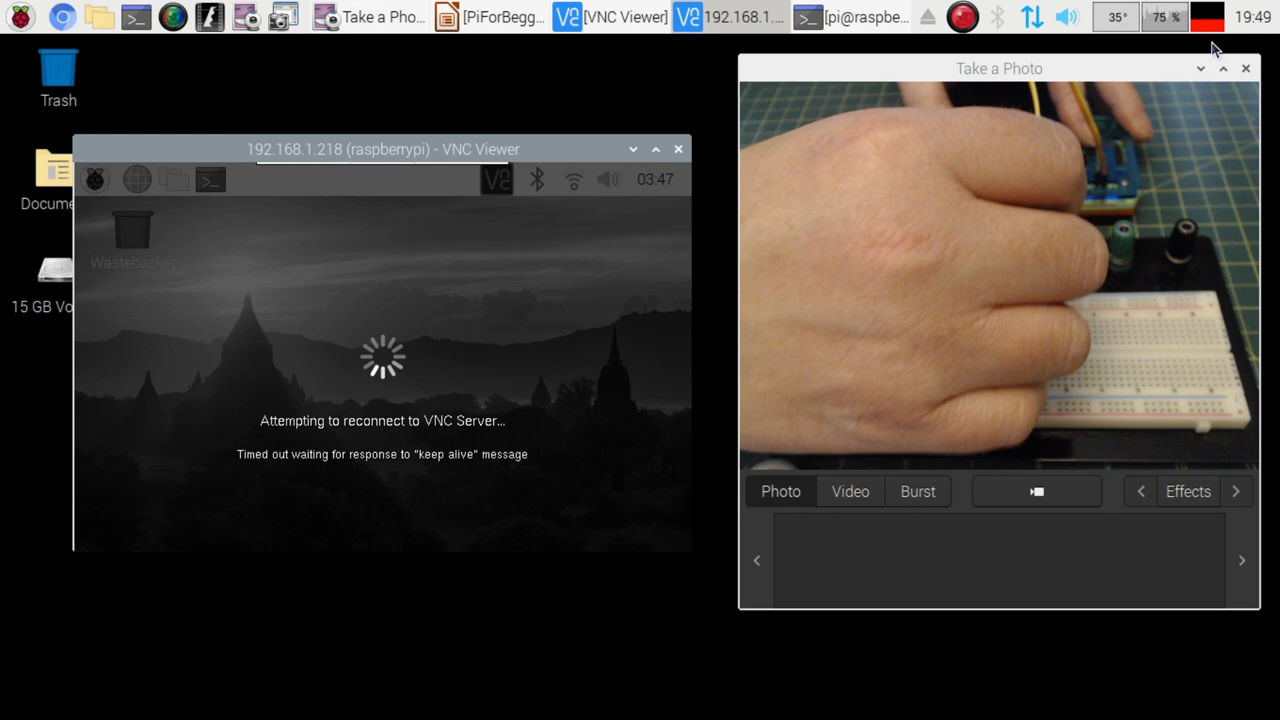 Take a Pho...
[PiForBegg...
[VNC Viewer]
192.168.1....
[pi@raspbe...
35°
75 %
19:49
Trash
Docume
15 GB Vo
192.168.1.218 (raspberrypi) - VNC Viewer
03:47
Wastebasket
Attempting to reconnect to VNC Server...
Timed out waiting for response to "keep alive" message
Take a Photo
Photo
Video
Burst
Effects